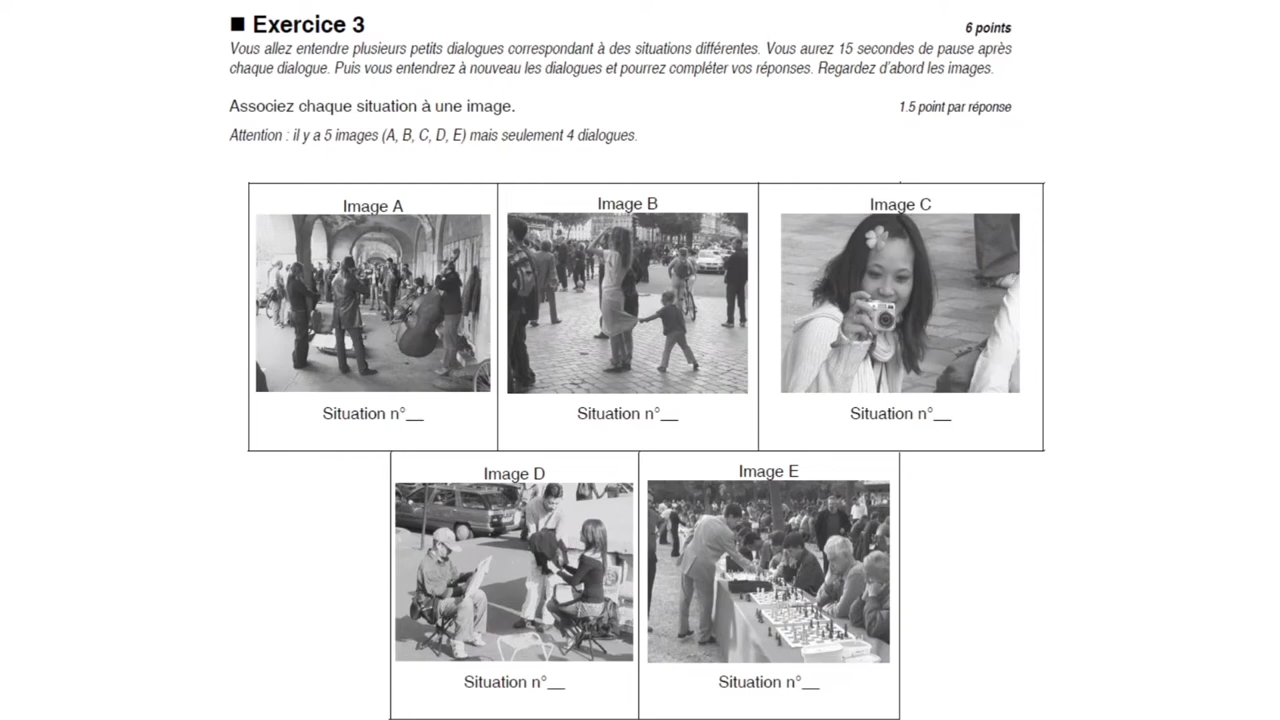 ■ Exercice 3
6 points
Vous allez entendre plusieurs petits dialogues correspondant à des situations différentes. Vous aurez 15 secondes de pause après
chaque dialogue. Puis vous entendrez à nouveau les dialogues et pourrez compléter vos réponses. Regardez d'abord les images.
Associez chaque situation à une image.
1.5 point par réponse
Attention : il y a 5 images (A, B, C, D, E) mais seulement 4 dialogues.
Image A
Image B
Image C
Situation n°__
Situation n°__
Situation n°__
Image D
Image E
Situation n°__
Situation n°__